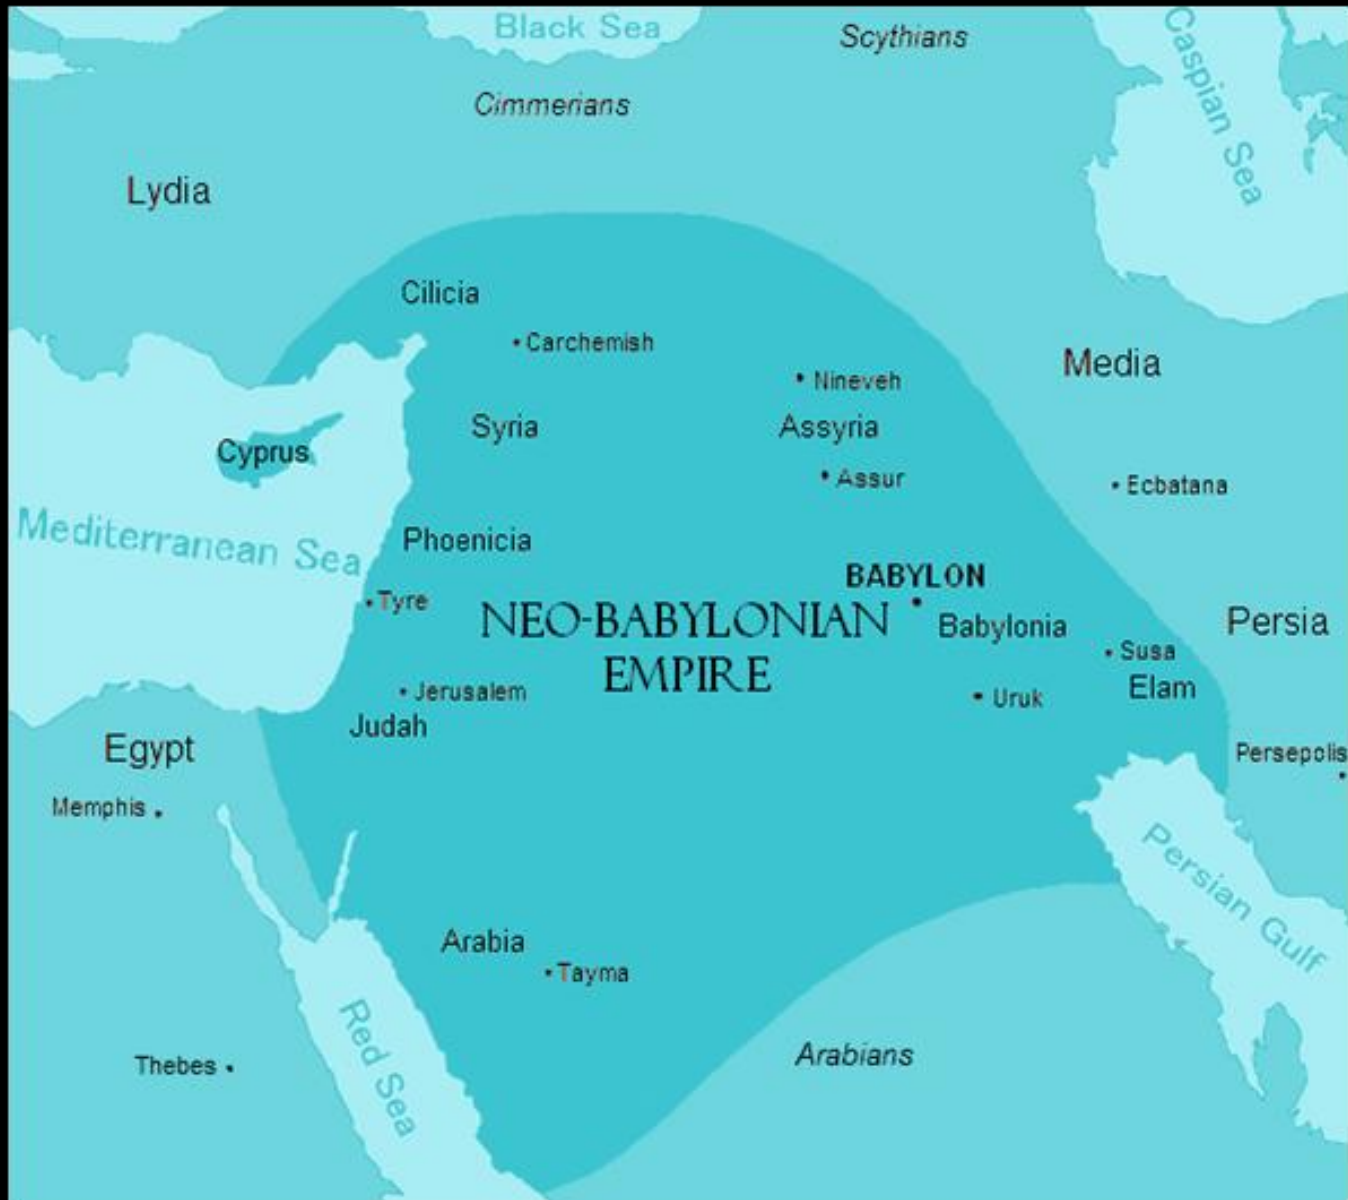 Black Sea
Scythians
Caspian Sea
Cimmerians
Lydia
Cilicia
Carchemish
Media
Nineveh
Syria
Assyria
Cyprus
Assur
Ecbatana
Mediterranean Sea
Phoenicia
BABYLON
Tyre
NEO-BABYLONIAN
EMPIRE
Babylonia
Persia
Susa
Elam
Jerusalem
Uruk
Judah
Egypt
Persepolis
Memphis
Persian Gulf
Arabia
Tayma
Red Sea
Arabians
Thebes